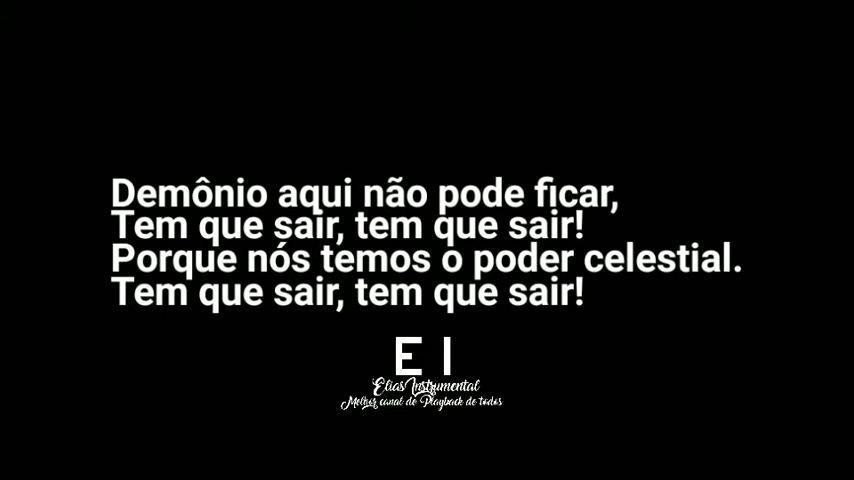 Demônio aqui não pode ficar,
Tem que sair, tem que sair!
Porque nós temos o poder celestial.
Tem que sair, tem que sair!
E I
Elias Instrumental
Melhor canal de Playback de todos